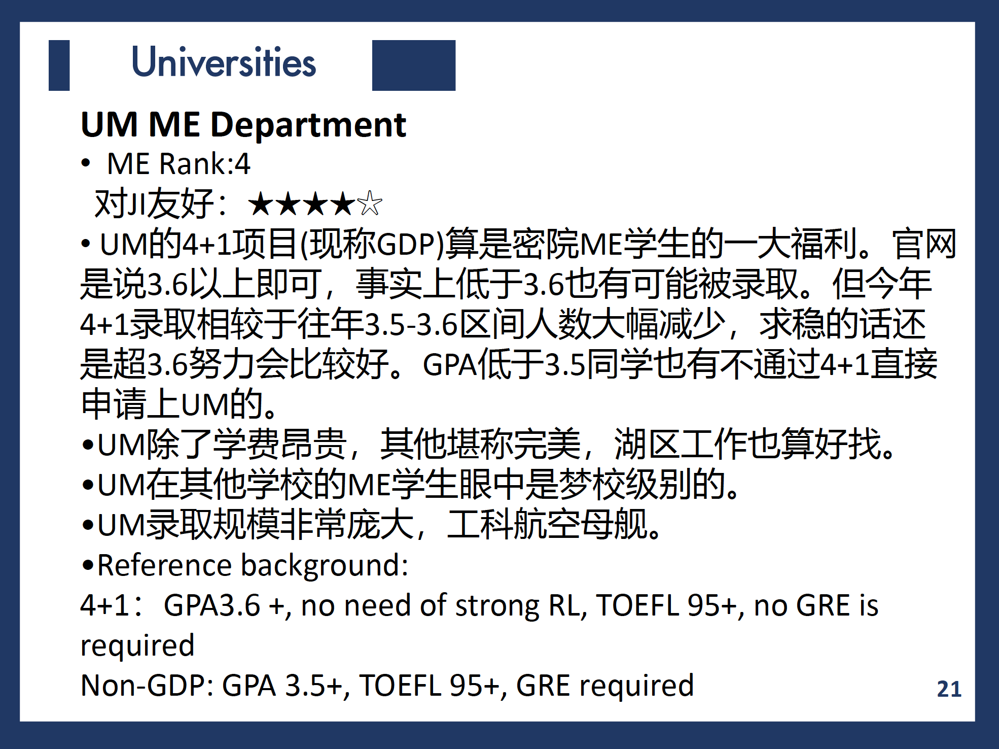 Universities
UM ME Department
• ME Rank:4
对JI友好：★★★★☆
• UM的4+1项目(现称GDP)算是密院ME学生的一大福利。官网
是说3.6以上即可，事实上低于3.6也有可能被录取。但今年
4+1录取相较于往年3.5-3.6区间人数大幅减少，求稳的话还
是超3.6努力会比较好。GPA低于3.5同学也有不通过4+1直接
申请上UM的。
•UM除了学费昂贵，其他堪称完美，湖区工作也算好找。
•UM在其他学校的ME学生眼中是梦校级别的。
•UM录取规模非常庞大，工科航空母舰。
•Reference background:
4+1：GPA3.6 +, no need of strong RL, TOEFL 95+, no GRE is
required
Non-GDP: GPA 3.5+, TOEFL 95+, GRE required
21